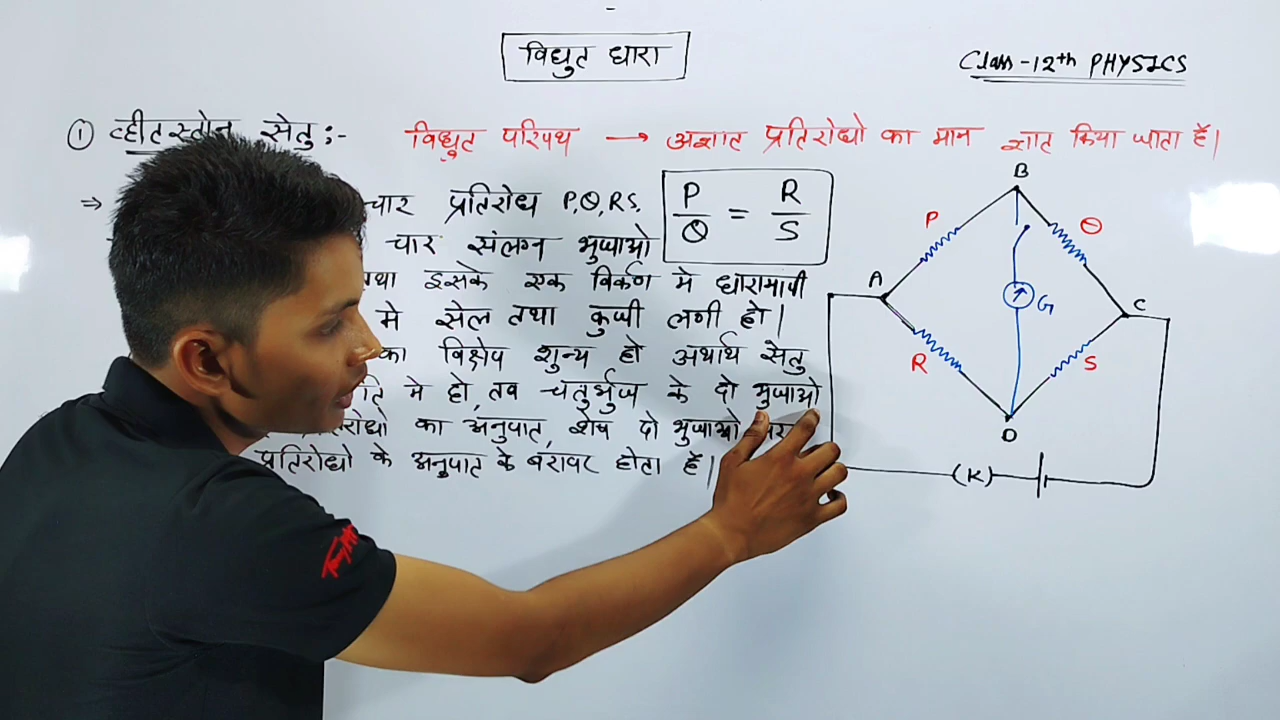 विद्युत धारा
Class-12th PHYSICS
① व्हीटस्टोन सेतु:-
विद्युत परिपथ → अज्ञात प्रतिरोधो का मान ज्ञात किया जाता है|
⇒ चार प्रतिरोध P,Q,R,S,
चार संलग्न भुजाओ
तथा इसके एक विकर्ण मे धारामापी
मे सेल तथा कुंजी लगी हो|
का विक्षेप शुन्य हो अर्थात सेतु
मे हो, तब चतुर्भुज के दो भुजाओ
का अनुपात, शेष दो भुजाओ
प्रतिरोधो के अनुपात के बराबर होता है|
P/Q = R/S
B
P
Q
A
G
C
R
S
D
(K)